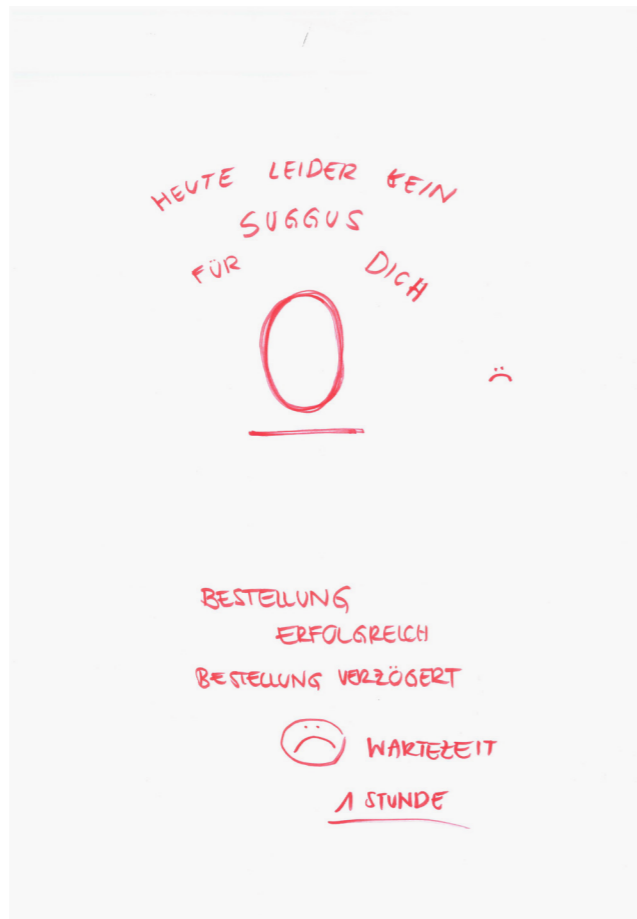 HEUTE LEIDER KEIN
SUGGUS
FÜR DICH
0
BESTELLUNG
ERFOLGREICH
BESTELLUNG VERZÖGERT
WARTEZEIT
1 STUNDE